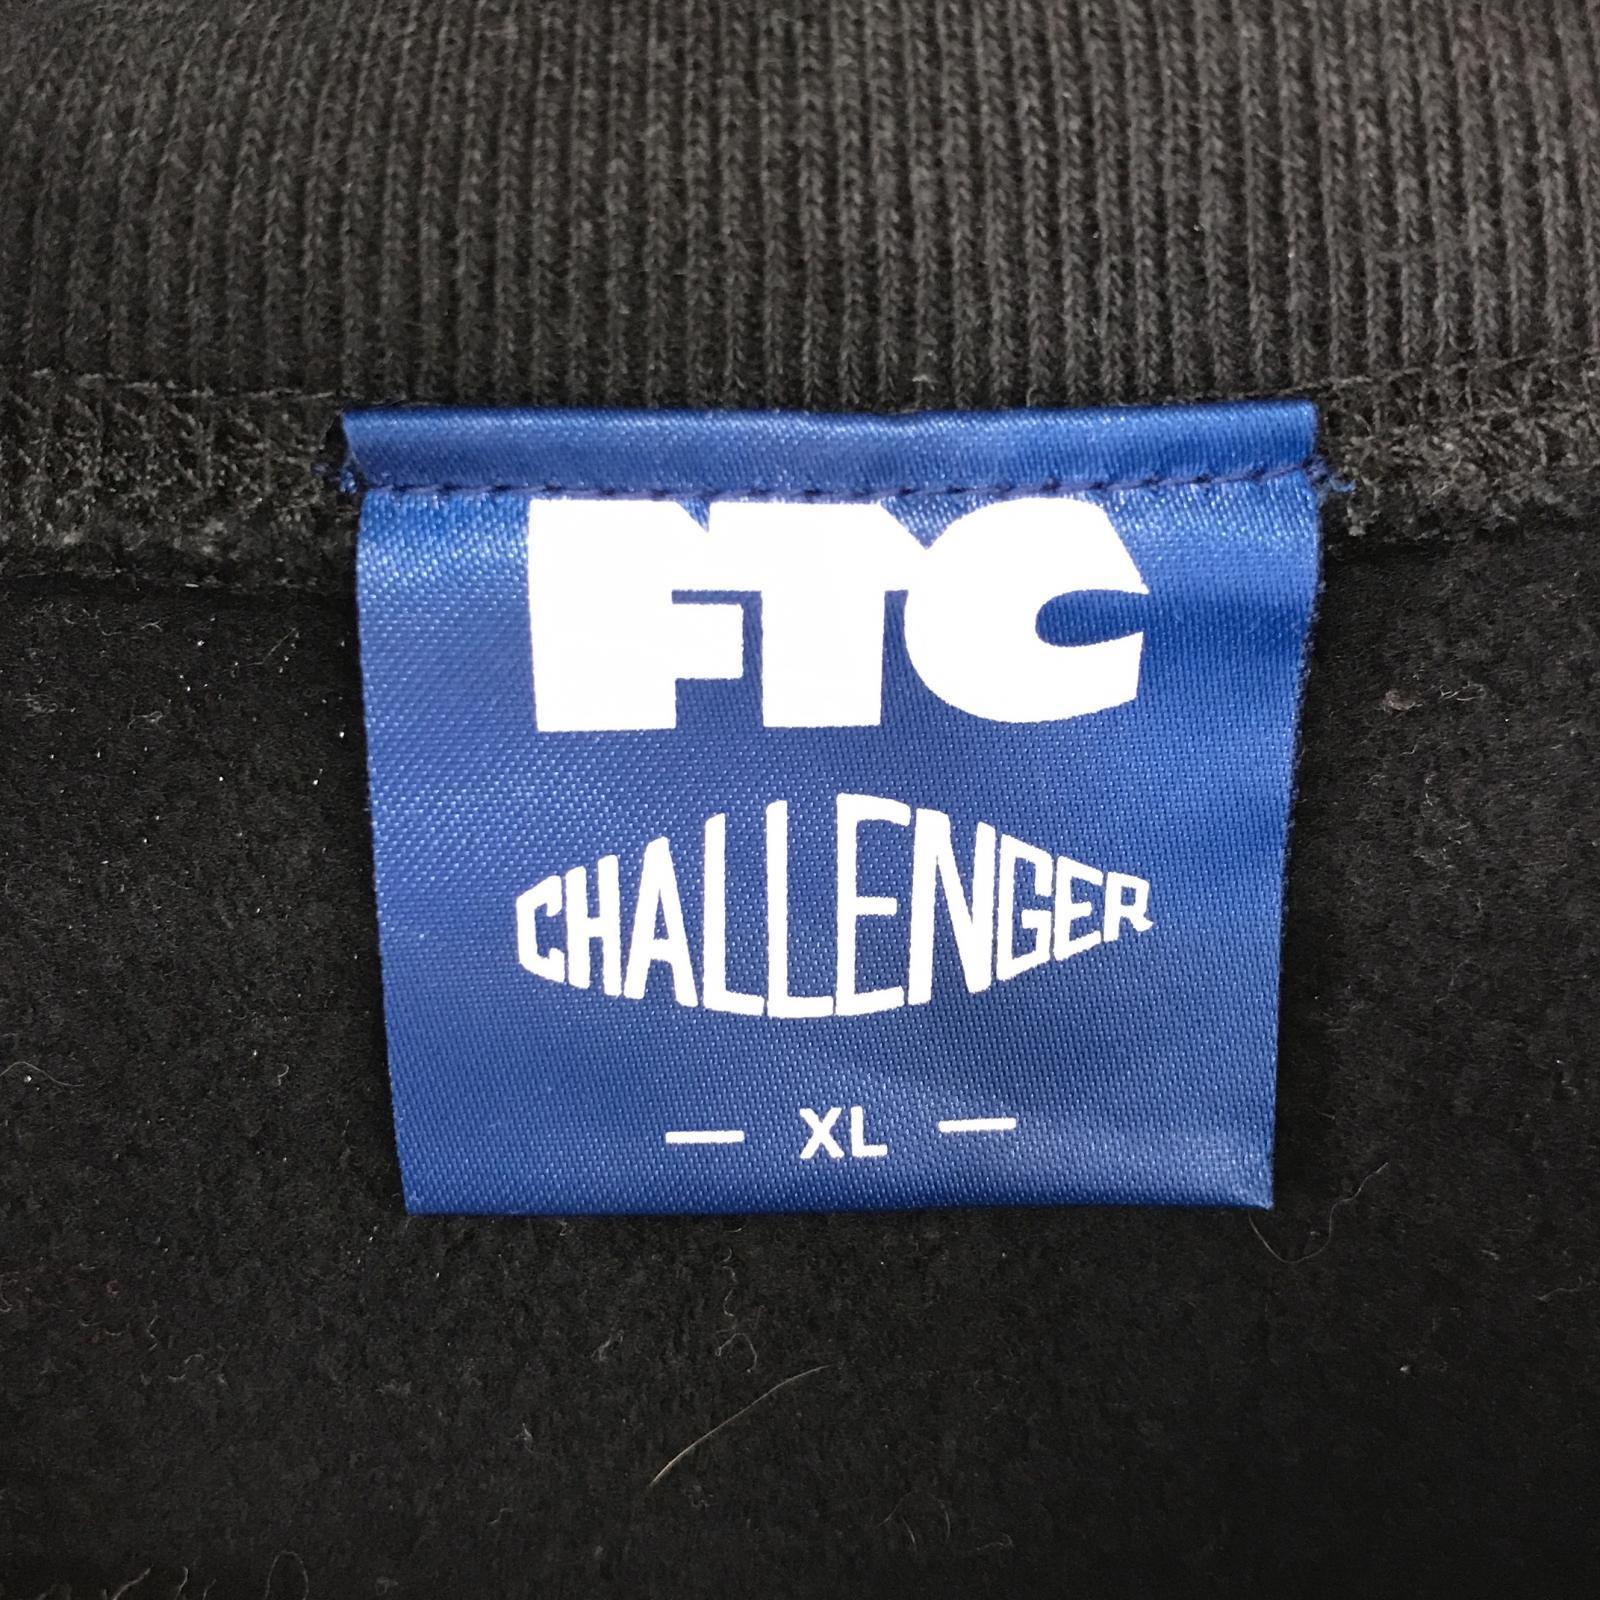 FTC
CHALLENGER
— XL —